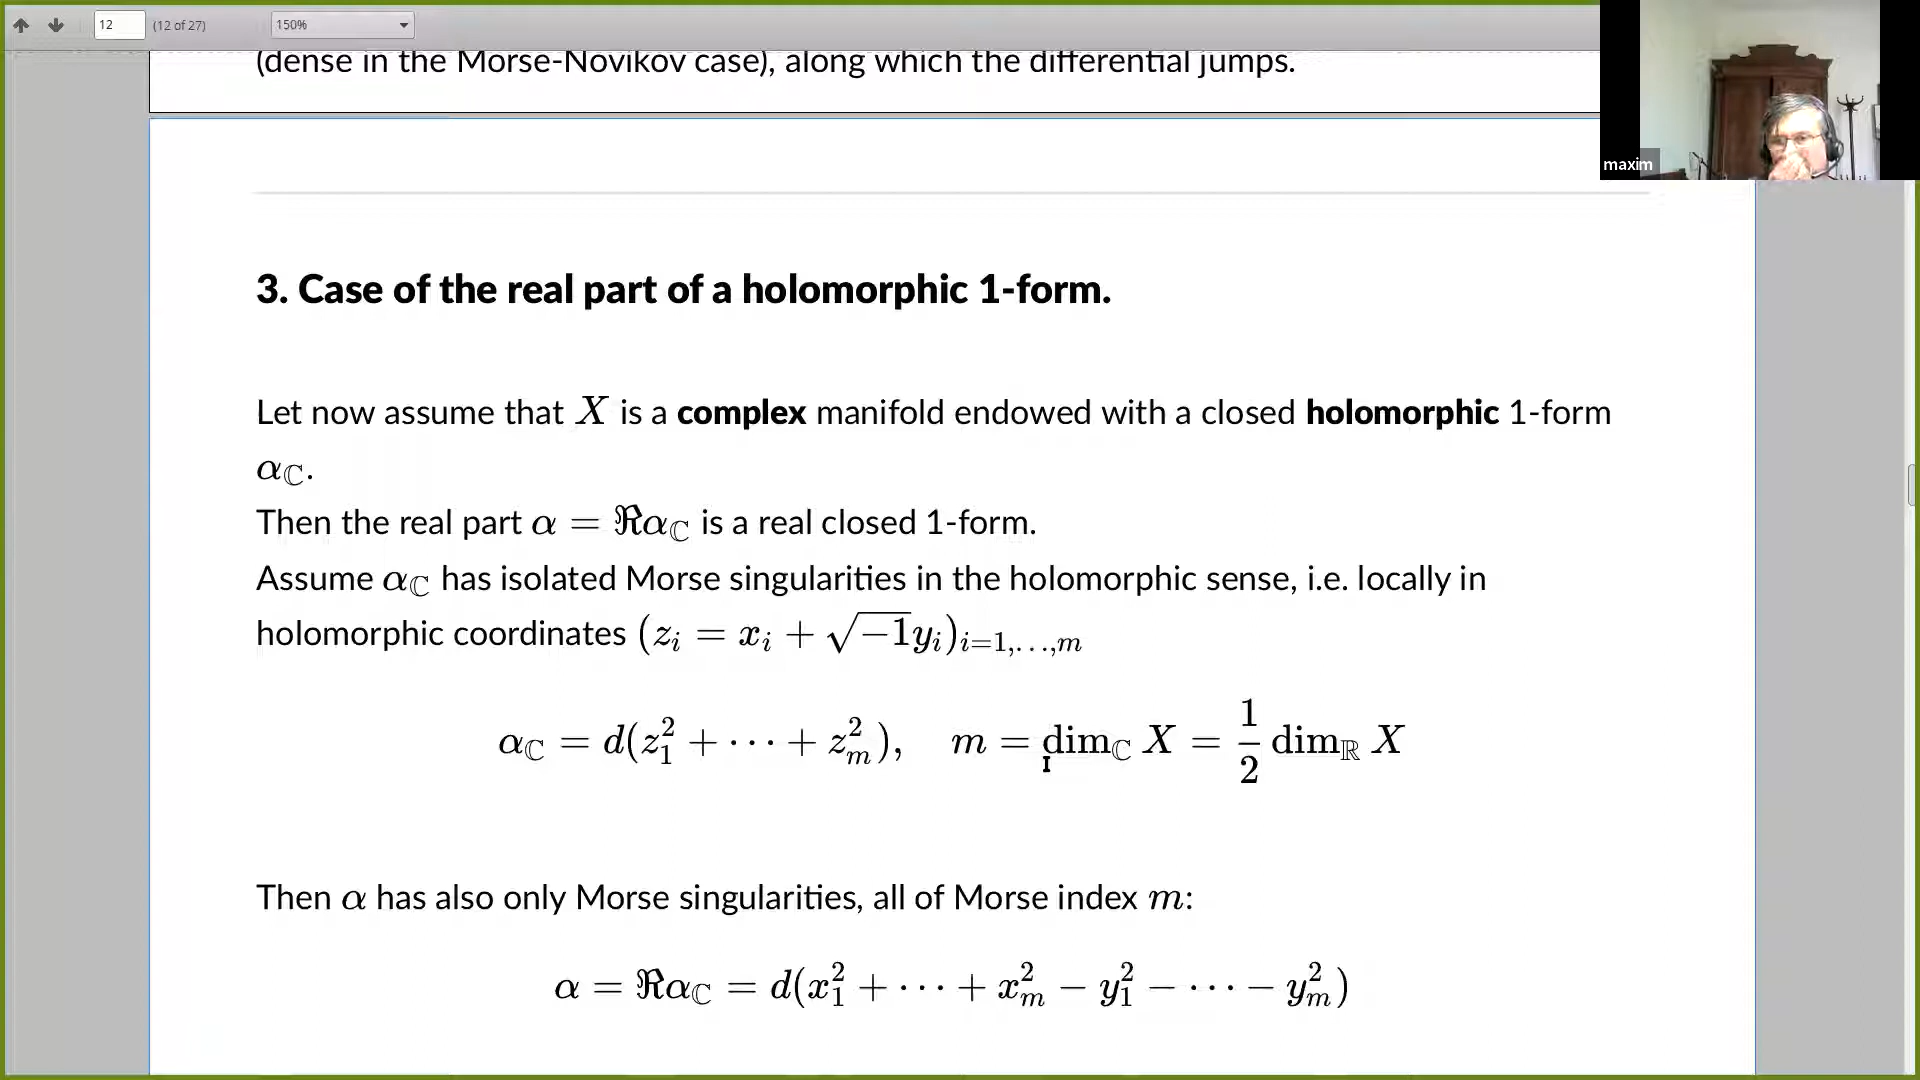 12 (12 of 27) 150%
maxim
(dense in the Morse-Novikov case), along which the differential jumps.
3. Case of the real part of a holomorphic 1-form.
Let now assume that X is a complex manifold endowed with a closed holomorphic 1-form
α_ℂ.
Then the real part α = ℜα_ℂ is a real closed 1-form.
Assume α_ℂ has isolated Morse singularities in the holomorphic sense, i.e. locally in
holomorphic coordinates (z_i = x_i + √−1y_i)_{i=1,…,m}
α_ℂ = d(z_1^2 + ⋯ + z_m^2), m = dim_ℂ X = 1/2 dim_ℝ X
Then α has also only Morse singularities, all of Morse index m:
α = ℜα_ℂ = d(x_1^2 + ⋯ + x_m^2 − y_1^2 − ⋯ − y_m^2)